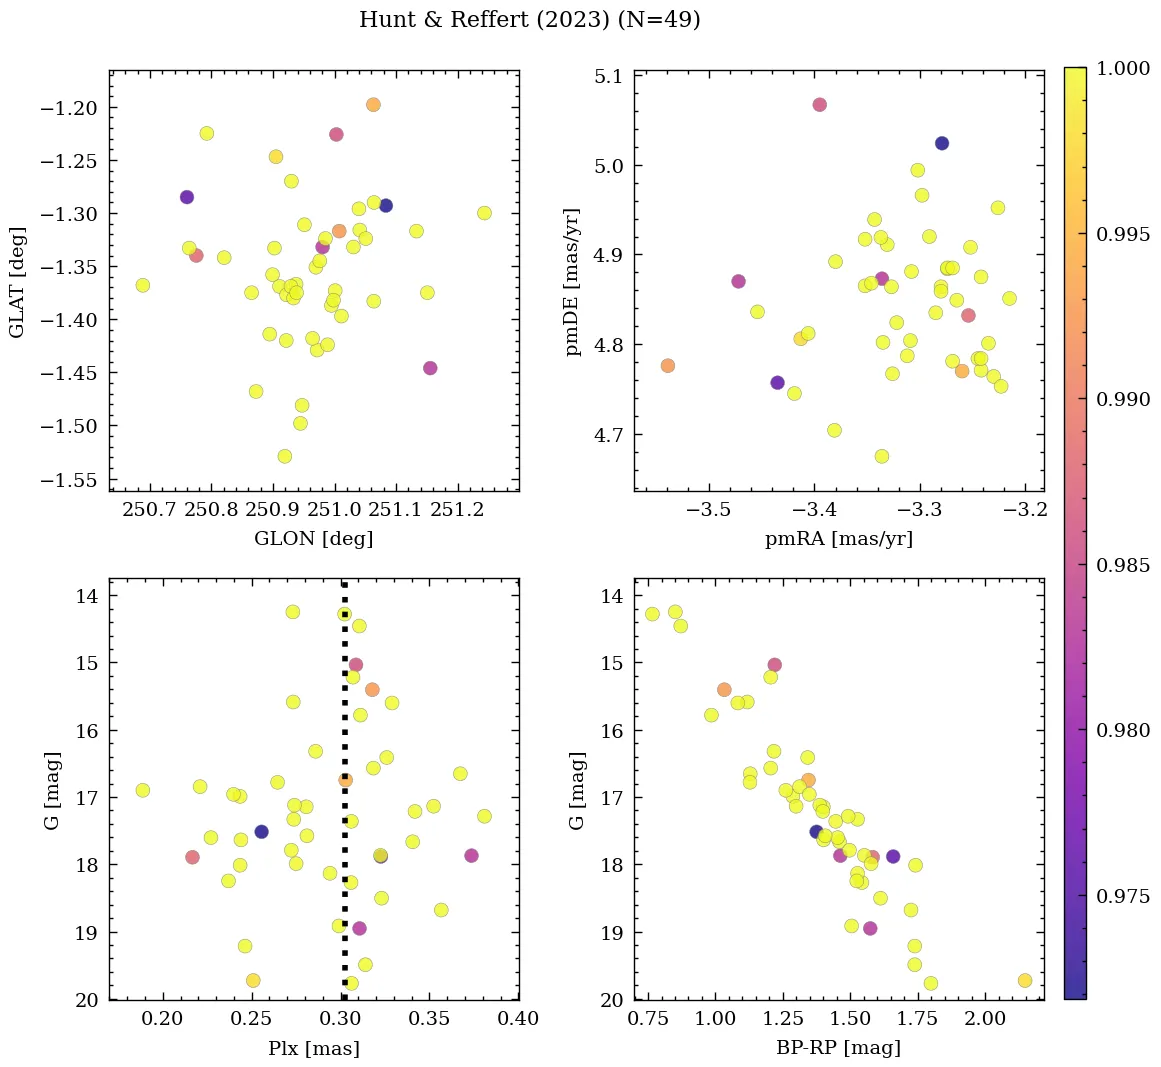 Hunt & Reffert (2023) (N=49)
−1.20
−1.25
−1.30
−1.35
−1.40
−1.45
−1.50
−1.55
GLAT [deg]
250.7 250.8 250.9 251.0 251.1 251.2
GLON [deg]
5.1
5.0
4.9
4.8
4.7
pmDE [mas/yr]
−3.5 −3.4 −3.3 −3.2
pmRA [mas/yr]
14
15
16
17
18
19
20
G [mag]
0.20 0.25 0.30 0.35 0.40
Plx [mas]
14
15
16
17
18
19
20
G [mag]
0.75 1.00 1.25 1.50 1.75 2.00
BP-RP [mag]
1.000
0.995
0.990
0.985
0.980
0.975